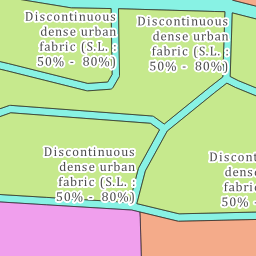 Discontinuous
dense urban
fabric (S.L. :
50% - 80%)
Discontinuous
dense urban
fabric (S.L. :
50% - 80%)
Discontinuous
dense urban
fabric (S.L. :
50% - 80%)
Discont
dens
fabric
50% -